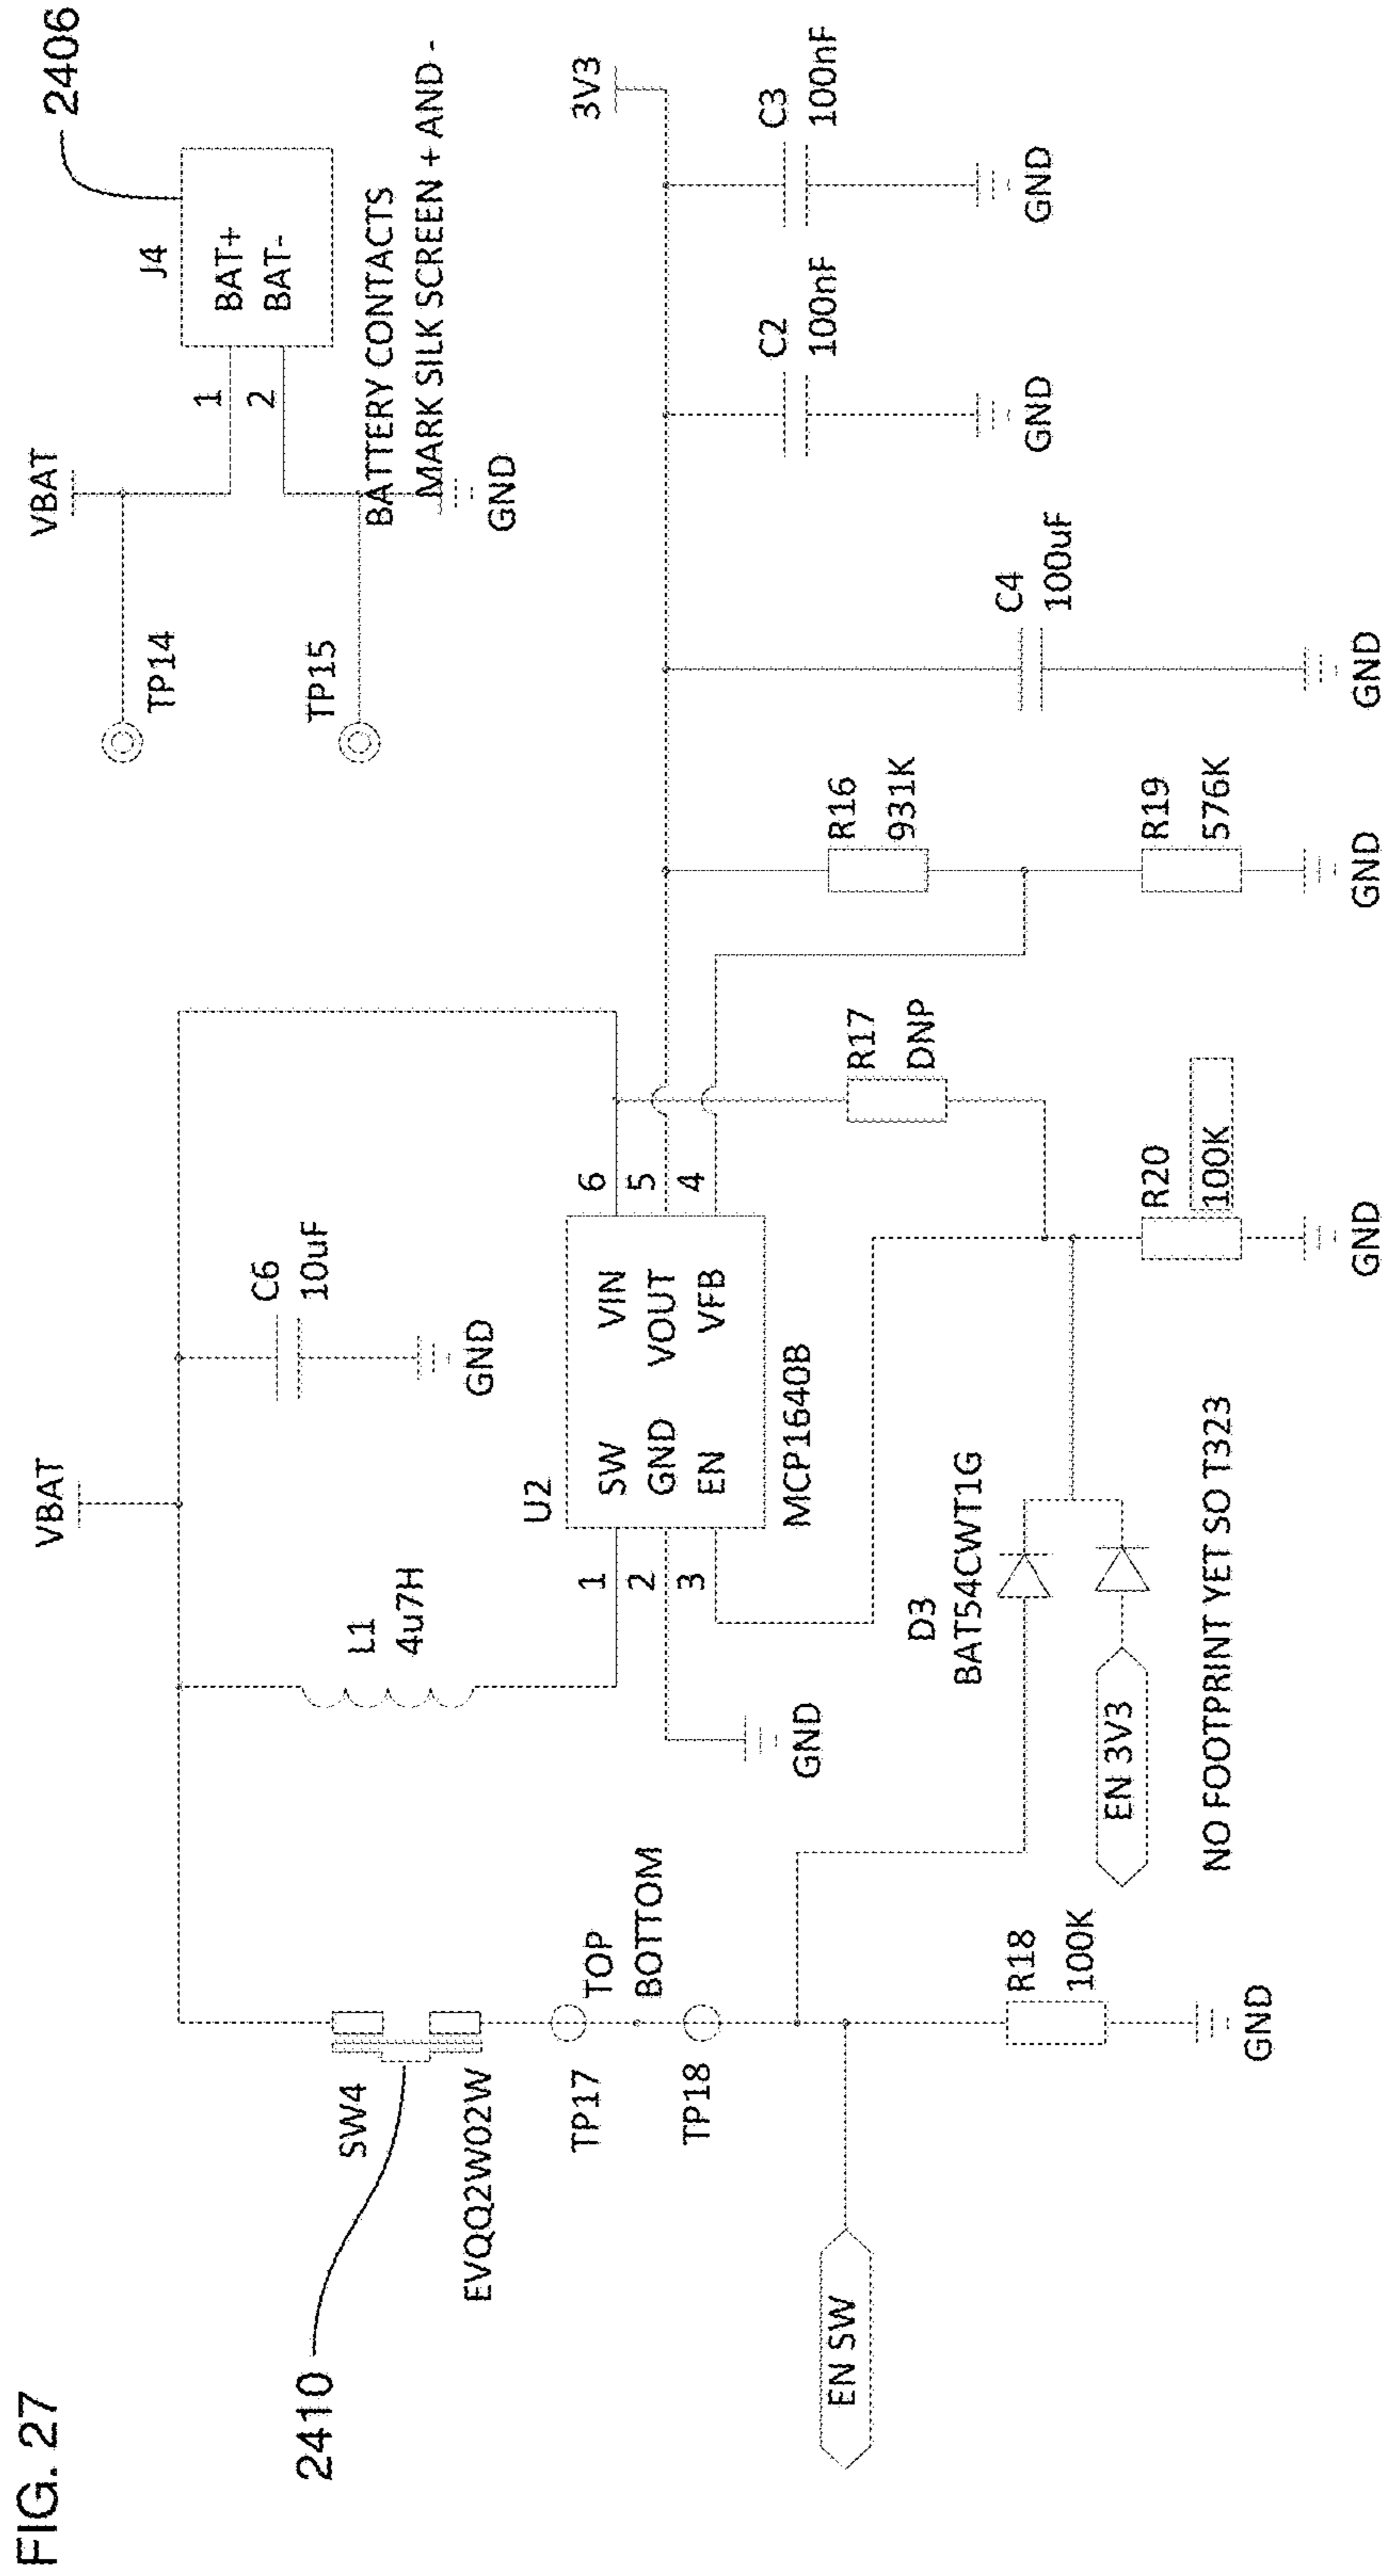 FIG. 27
2410
SW4
EVQQ2W02W
TP17
TOP
BOTTOM
TP18
EN SW
R18
100K
GND
VBAT
L1
4u7H
C6
10uF
GND
U2
SW
GND
EN
VIN
VOUT
VFB
1
2
3
6
5
4
MCP1640B
GND
D3
BAT54CWT1G
EN 3V3
NO FOOTPRINT YET SO T323
R17
DNP
R20
100K
GND
R16
931K
R19
576K
GND
C4
100uF
GND
C2
100nF
GND
C3
100nF
GND
3V3
VBAT
TP14
TP15
1
2
J4
BAT+
BAT-
2406
BATTERY CONTACTS
MARK SILK SCREEN + AND -
GND